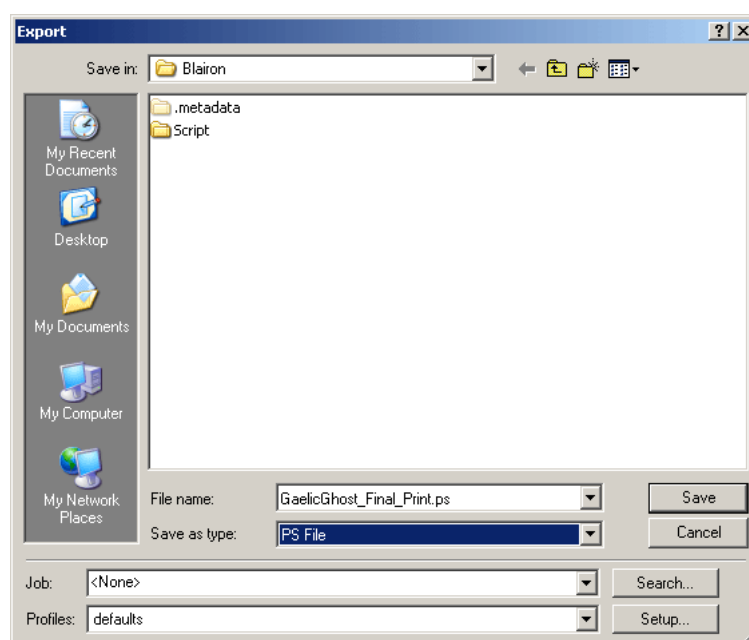 Export
Save in: Blairon
.metadata
Script
My Recent
Documents
Desktop
My Documents
My Computer
My Network
Places
File name: GaelicGhost_Final_Print.ps Save
Save as type: PS File Cancel
Job: <None> Search...
Profiles: defaults Setup...